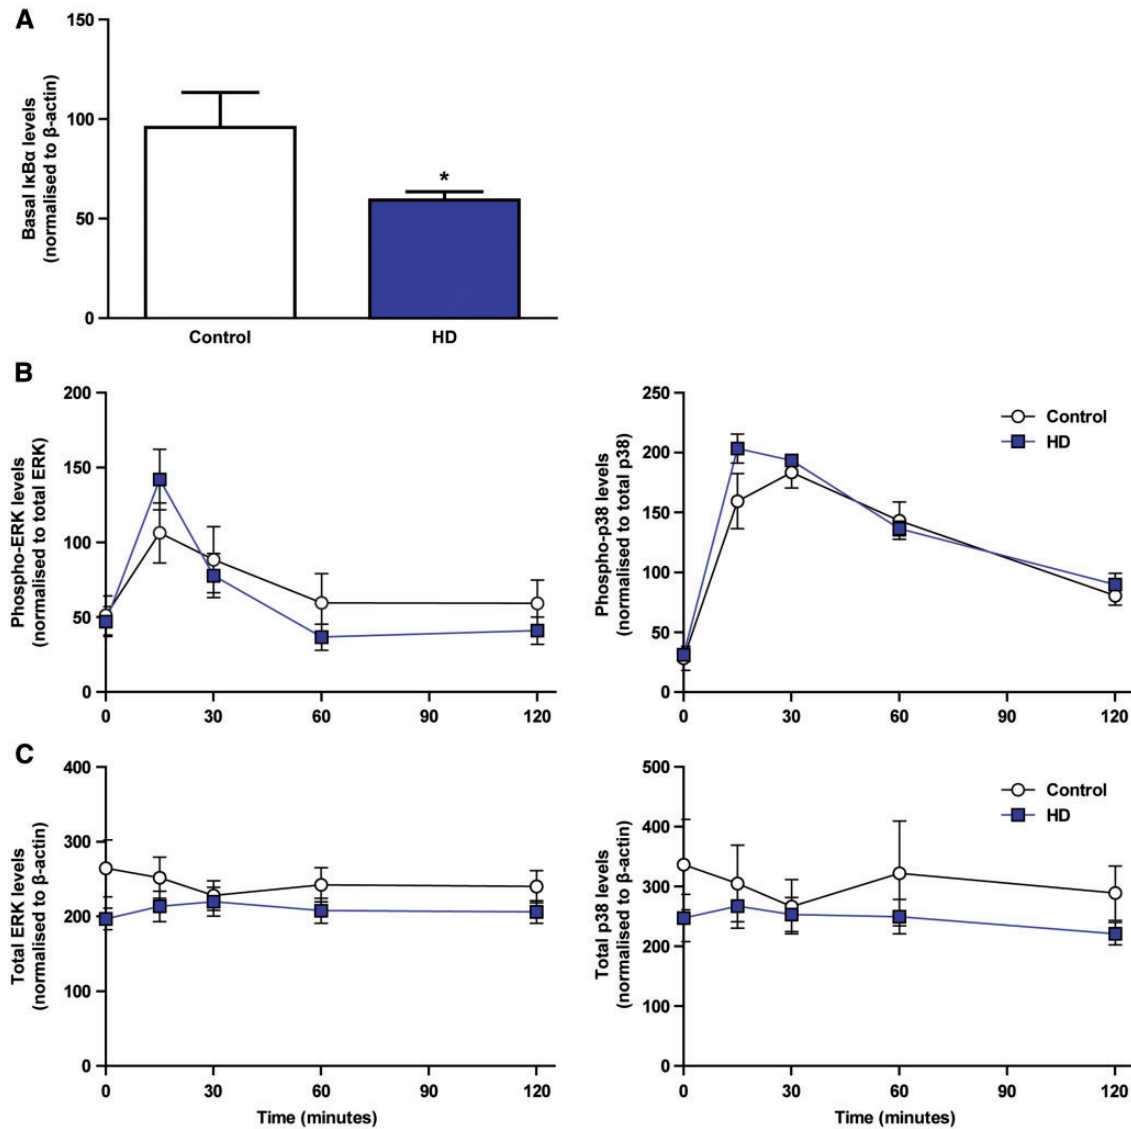 A
150
100
50
0
Basal IκBα levels
(normalised to β-actin)
*
Control
HD
B
200
150
100
50
0
Phospho-ERK levels
(normalised to total ERK)
0
30
60
90
120
250
200
150
100
50
0
Phospho-p38 levels
(normalised to total p38)
Control
HD
0
30
60
90
120
C
400
300
200
100
0
Total ERK levels
(normalised to β-actin)
0
30
60
90
120
Time (minutes)
500
400
300
200
100
0
Total p38 levels
(normalised to β-actin)
Control
HD
0
30
60
90
120
Time (minutes)